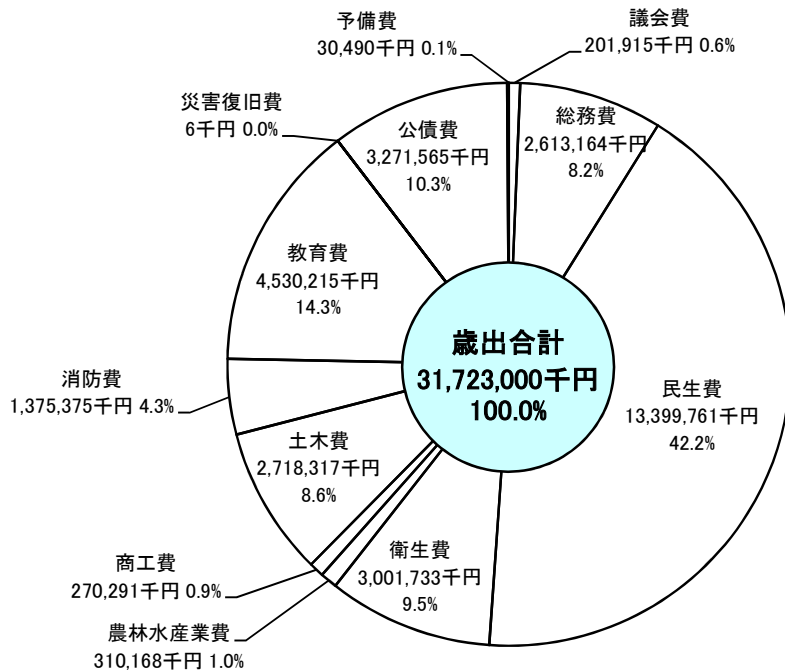 予備費
30,490千円 0.1%
議会費
201,915千円 0.6%
総務費
2,613,164千円
8.2%
民生費
13,399,761千円
42.2%
衛生費
3,001,733千円
9.5%
農林水産業費
310,168千円 1.0%
商工費
270,291千円 0.9%
土木費
2,718,317千円
8.6%
消防費
1,375,375千円 4.3%
教育費
4,530,215千円
14.3%
災害復旧費
6千円 0.0%
公債費
3,271,565千円
10.3%
歳出合計
31,723,000千円
100.0%